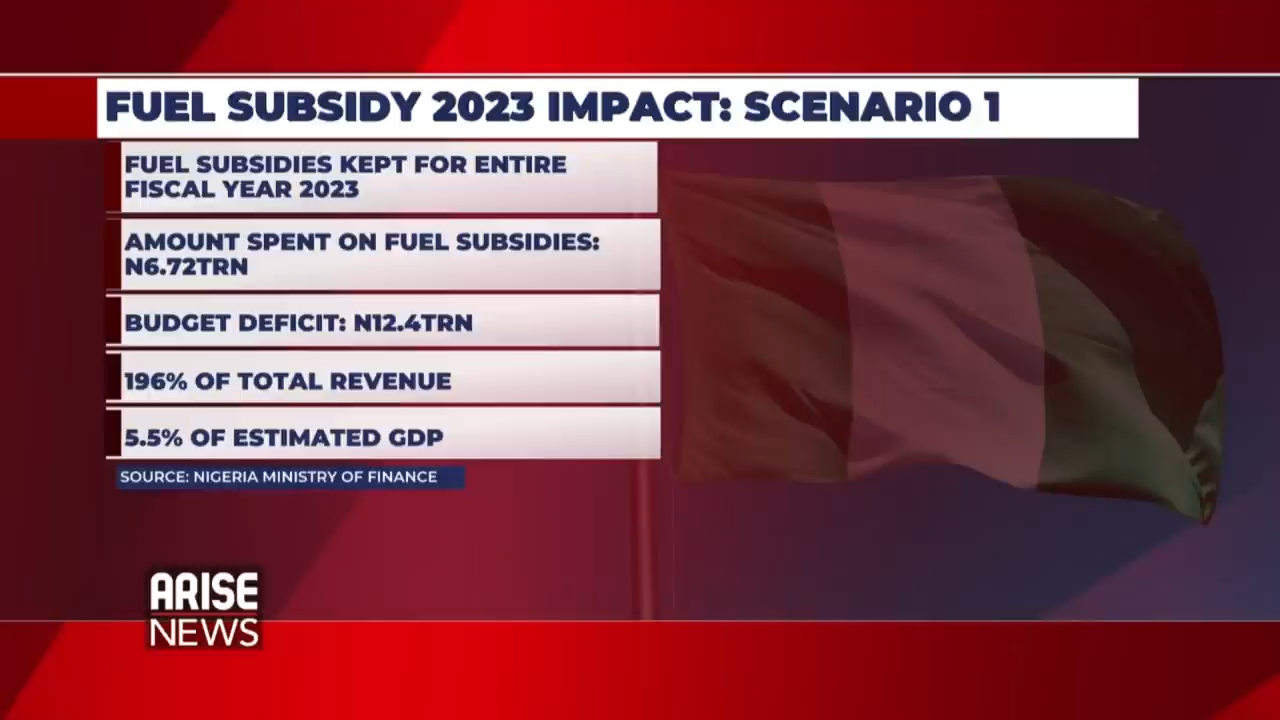 FUEL SUBSIDY 2023 IMPACT: SCENARIO 1
FUEL SUBSIDIES KEPT FOR ENTIRE
FISCAL YEAR 2023
AMOUNT SPENT ON FUEL SUBSIDIES:
N6.72TRN
BUDGET DEFICIT: N12.4TRN
196% OF TOTAL REVENUE
5.5% OF ESTIMATED GDP
SOURCE: NIGERIA MINISTRY OF FINANCE
ARISE
NEWS